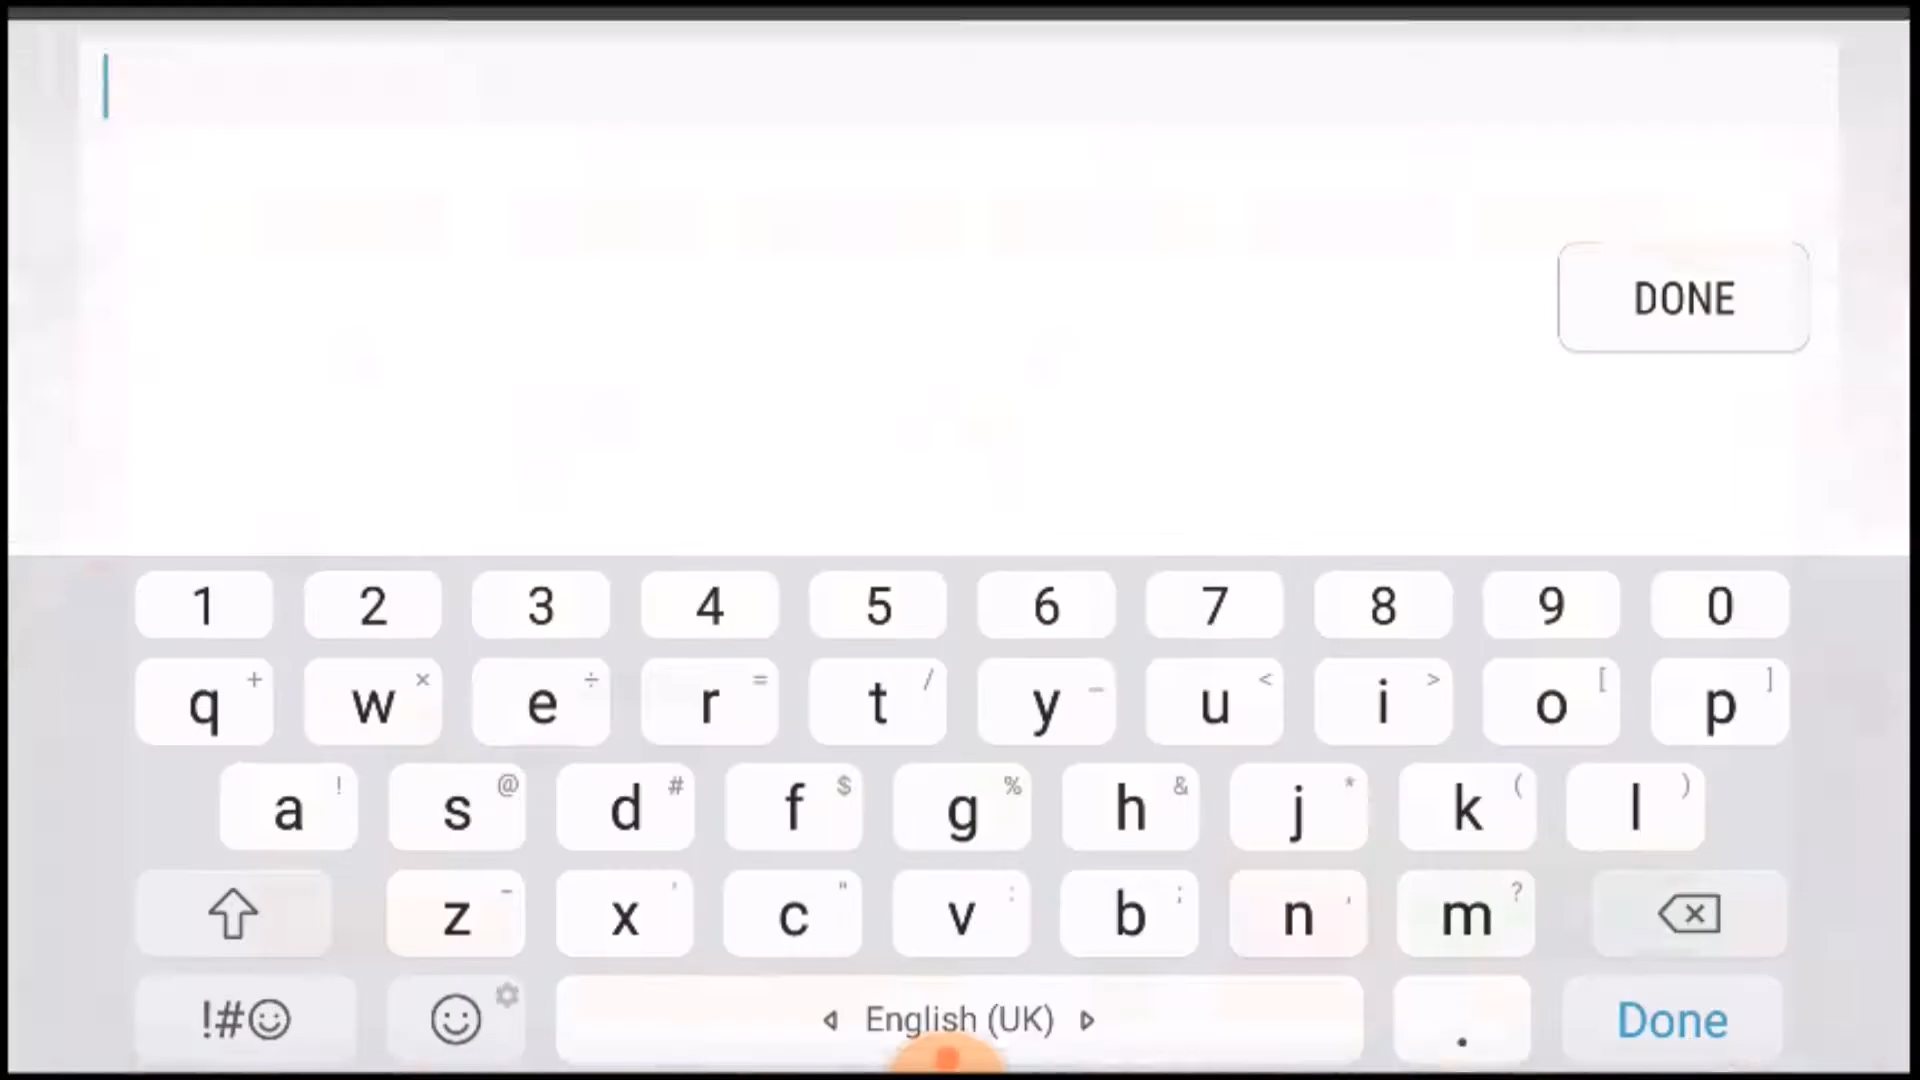 DONE
1 2 3 4 5 6 7 8 9 0
q + w × e ÷ r = t / y _ u < i > o [ p ]
a ! s @ d # f $ g % h & j * k ( l )
z - x ' c " v : b ; n , m ?
!#☺ English (UK) . Done